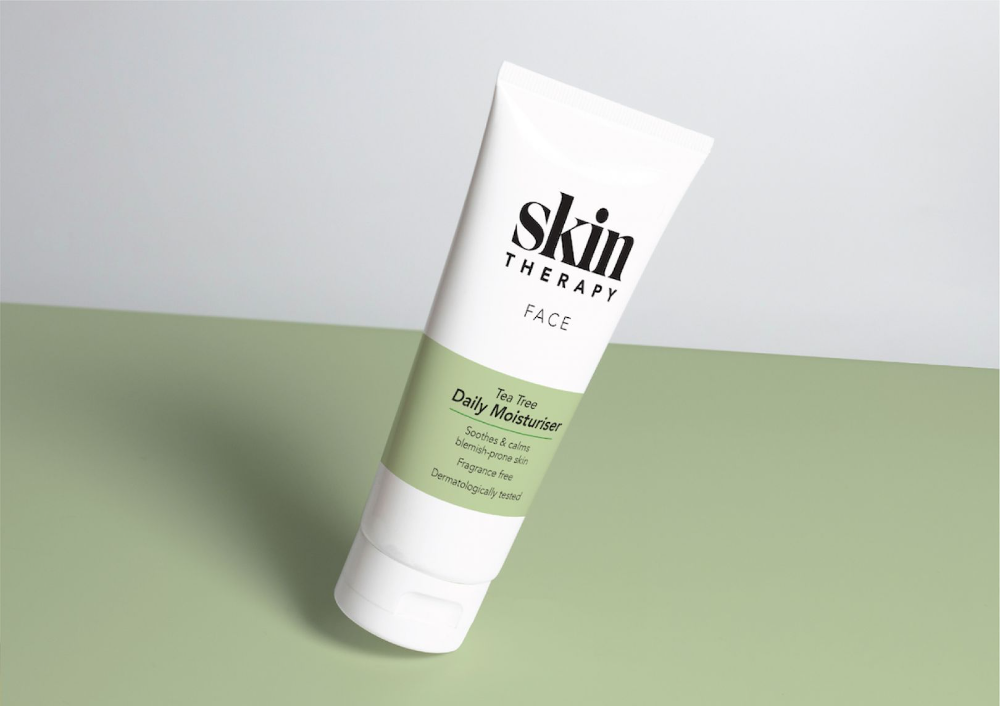 skin
THERAPY
FACE
Tea Tree
Daily Moisturiser
Soothes & calms
blemish-prone skin
Fragrance free
Dermatologically tested